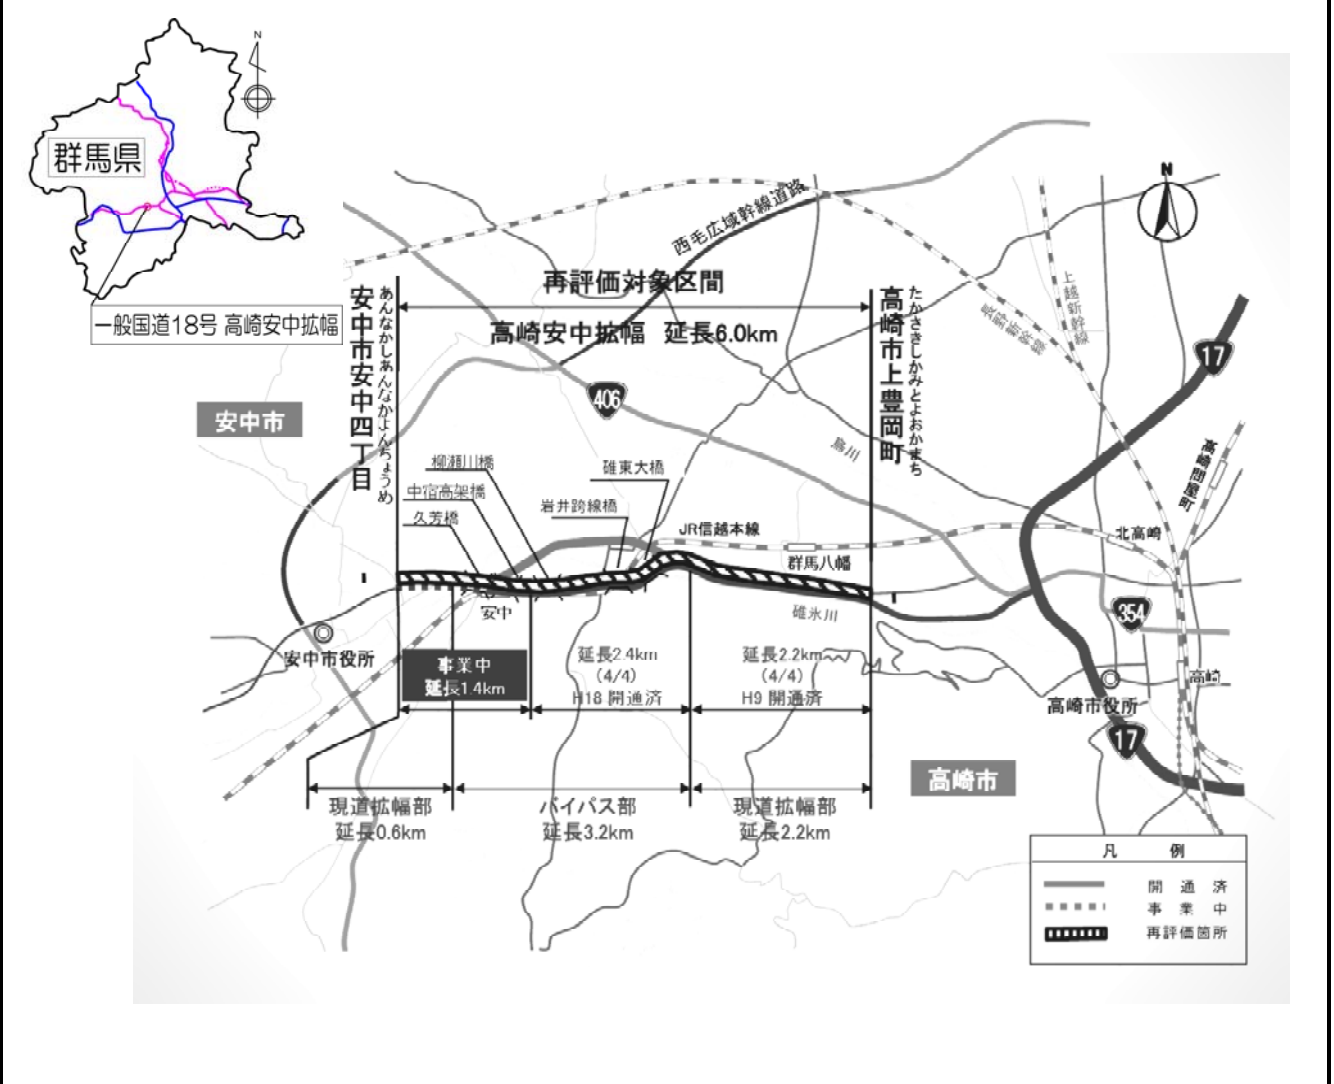 N
群馬県
一般国道18号 高崎安中拡幅
N
西毛広域幹線道路
再評価対象区間
高崎安中拡幅 延長6.0km
安中市安中四丁目
あんなかしあんなかよんちょうめ
高崎市上豊岡町
たかさきしかみとよおかまち
上越新幹線
長野新幹線
17
406
安中市
高崎問屋町
烏川
柳瀬川橋
中宿高架橋
久芳橋
碓東大橋
岩井跨線橋
JR信越本線
群馬八幡
北高崎
安中
碓氷川
354
安中市役所
事業中
延長1.4km
延長2.4km
(4/4)
H18 開通済
延長2.2km
(4/4)
H9 開通済
高崎
高崎市役所
17
高崎市
現道拡幅部
延長0.6km
バイパス部
延長3.2km
現道拡幅部
延長2.2km
凡 例
開通済
事業中
再評価箇所